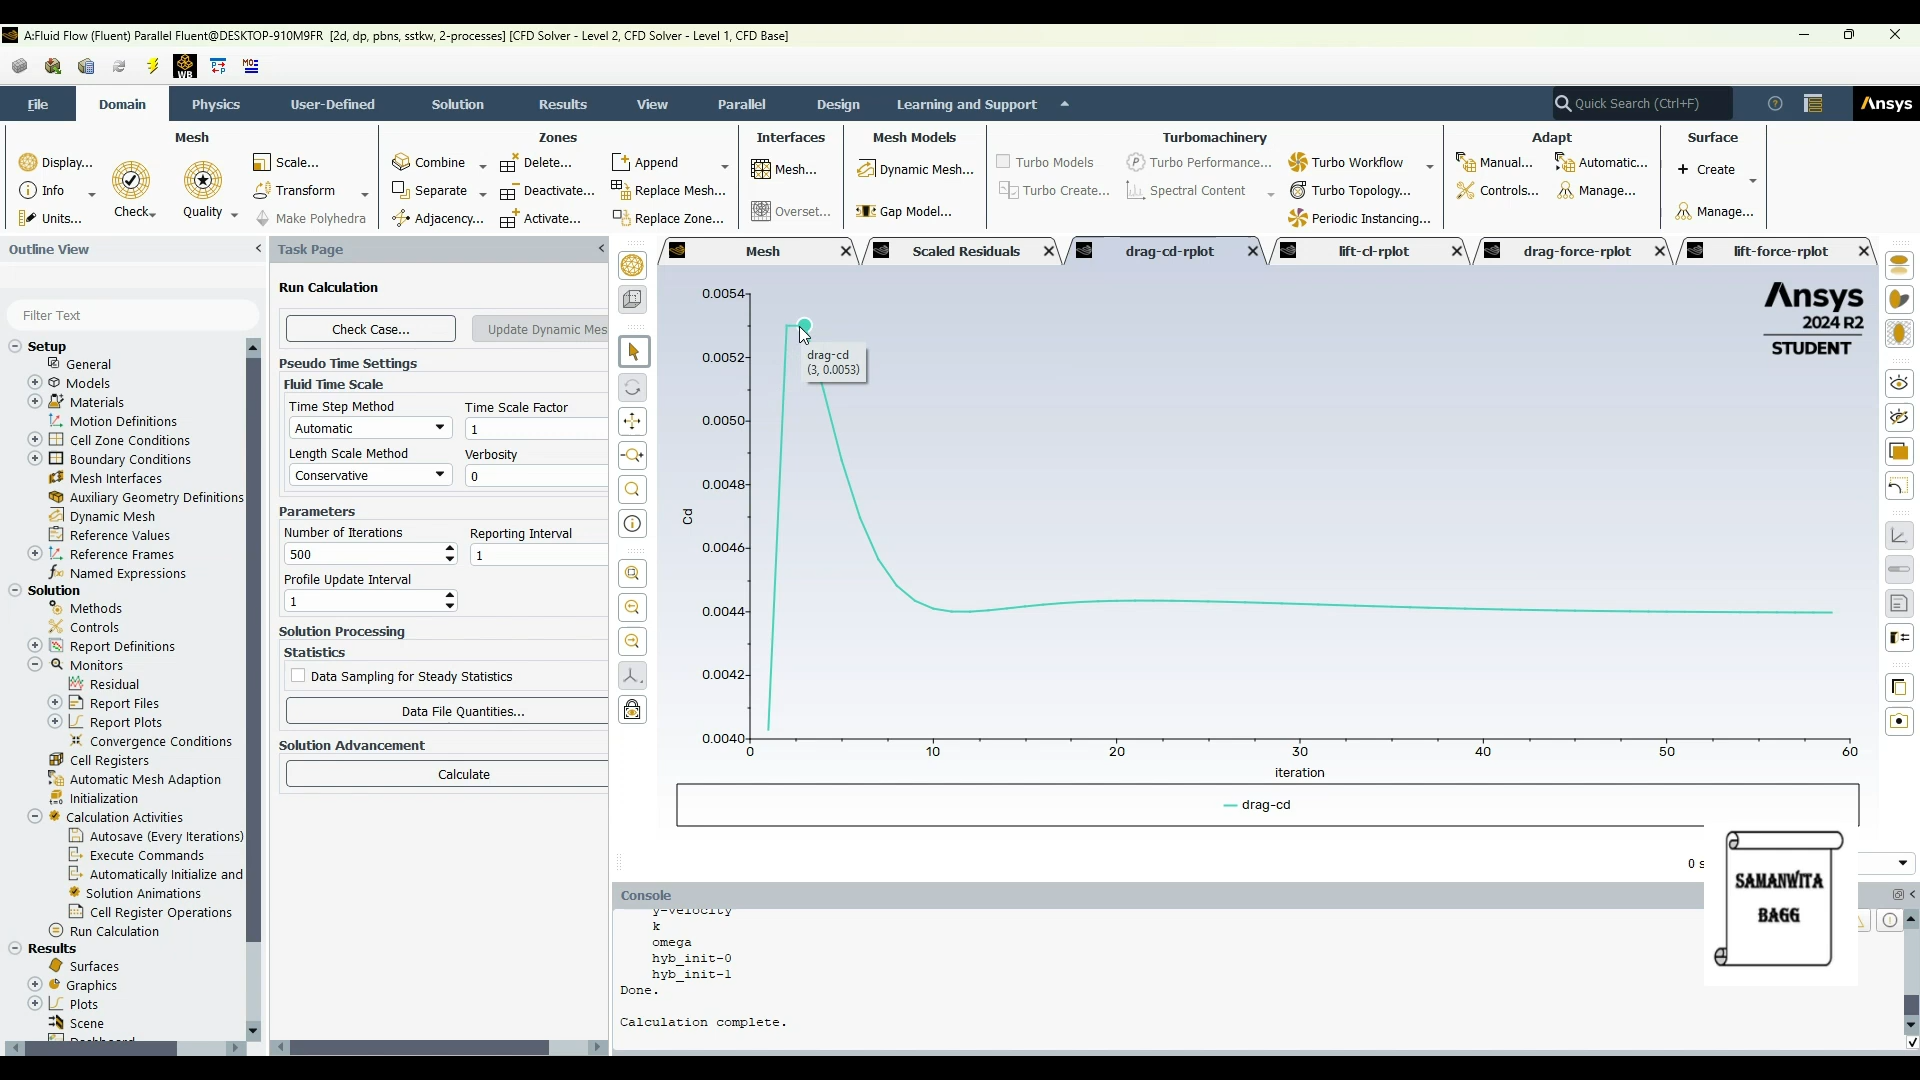 A:Fluid Flow (Fluent) Parallel Fluent@DESKTOP-910M9FR [2d, dp, pbns, sstkw, 2-processes] [CFD Solver - Level 2, CFD Solver - Level 1, CFD Base]
WB
File Domain Physics User-Defined Solution Results View Parallel Design Learning and Support Quick Search (Ctrl+F) Ansys
Mesh Zones Interfaces Mesh Models Turbomachinery Adapt Surface
Display... Scale... Combine Delete... Append Mesh... Dynamic Mesh... Turbo Models Turbo Performance... Turbo Workflow Manual... Automatic... Create
Info Transform Separate Deactivate... Replace Mesh... Turbo Create... Spectral Content Turbo Topology... Controls... Manage...
Units... Check Quality Make Polyhedra Adjacency... Activate... Replace Zone... Overset... Gap Model... Periodic Instancing... Manage...
Outline View
Filter Text
Setup
General
Models
Materials
Motion Definitions
Cell Zone Conditions
Boundary Conditions
Mesh Interfaces
Auxiliary Geometry Definitions
Dynamic Mesh
Reference Values
Reference Frames
Named Expressions
Solution
Methods
Controls
Report Definitions
Monitors
Residual
Report Files
Report Plots
Convergence Conditions
Cell Registers
Automatic Mesh Adaption
Initialization
Calculation Activities
Autosave (Every Iterations)
Execute Commands
Automatically Initialize and
Solution Animations
Cell Register Operations
Run Calculation
Results
Surfaces
Graphics
Plots
Scene
Task Page
Run Calculation
Check Case... Update Dynamic Mes
Pseudo Time Settings
Fluid Time Scale
Time Step Method Time Scale Factor
Automatic 1
Length Scale Method Verbosity
Conservative 0
Parameters
Number of Iterations Reporting Interval
500 1
Profile Update Interval
1
Solution Processing
Statistics
Data Sampling for Steady Statistics
Data File Quantities...
Solution Advancement
Calculate
Mesh Scaled Residuals drag-cd-rplot lift-cl-rplot drag-force-rplot lift-force-rplot
Ansys
2024 R2
STUDENT
0.0054
0.0052
0.0050
0.0048
0.0046
0.0044
0.0042
0.0040
Cd
drag-cd
(3, 0.0053)
0 10 20 30 40 50 60
iteration
drag-cd
0 s
Console
y-velocity
k
omega
hyb_init-0
hyb_init-1
Done.
Calculation complete.
SAMANWITA
BAGG